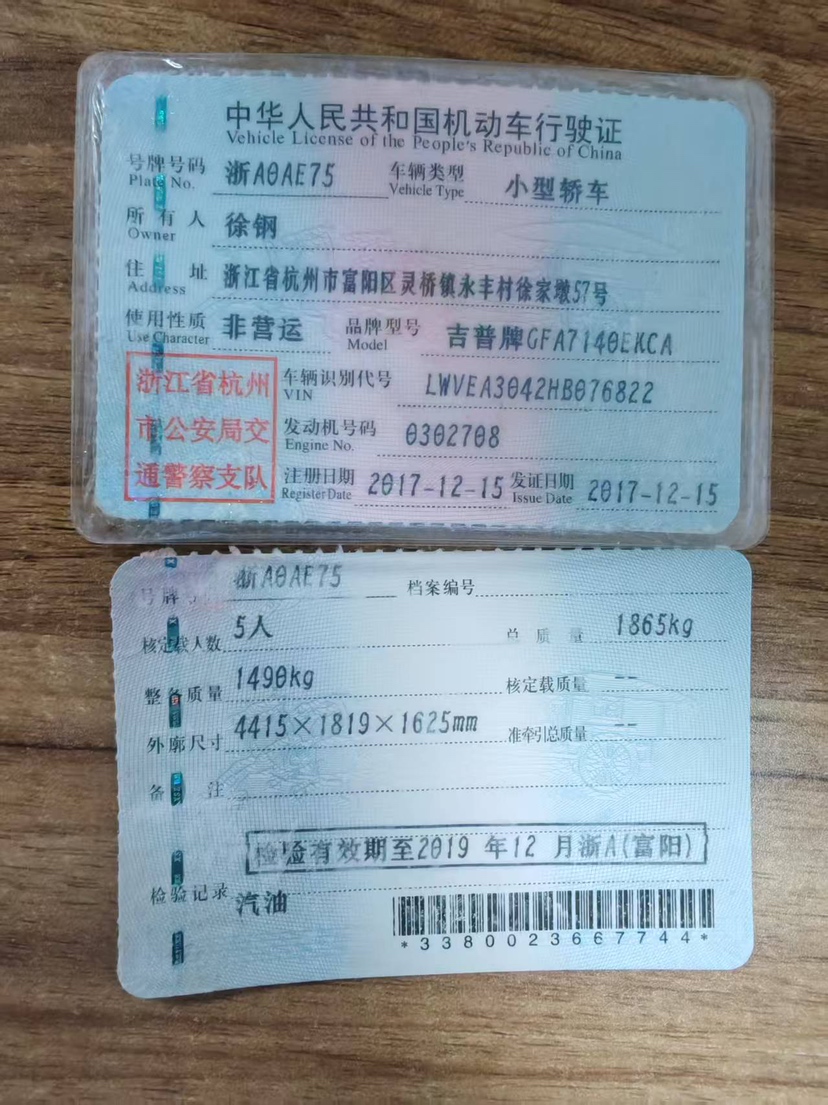 中华人民共和国机动车行驶证
Vehicle License of the People's Republic of China
号牌号码 浙A0AE75 车辆类型 小型轿车
Plate No. Vehicle Type
所有人 徐钢
Owner
住址 浙江省杭州市富阳区灵桥镇永丰村徐家墩57号
Address
使用性质 非营运 品牌型号 吉普牌GFA7140EKCA
Use Character Model
浙江省杭州
市公安局交
通警察支队
车辆识别代号 LWVEA3042HB076822
VIN
发动机号码 0302708
Engine No.
注册日期 2017-12-15 发证日期 2017-12-15
Register Date Issue Date
号牌号码 浙A0AE75 档案编号
核定载人数 5人 总质量 1865kg
整备质量 1490kg 核定载质量 --
外廓尺寸 4415×1819×1625mm 准牵引总质量 --
备注
检验有效期至2019年12月浙A(富阳)
检验记录 汽油
*3380023667744*